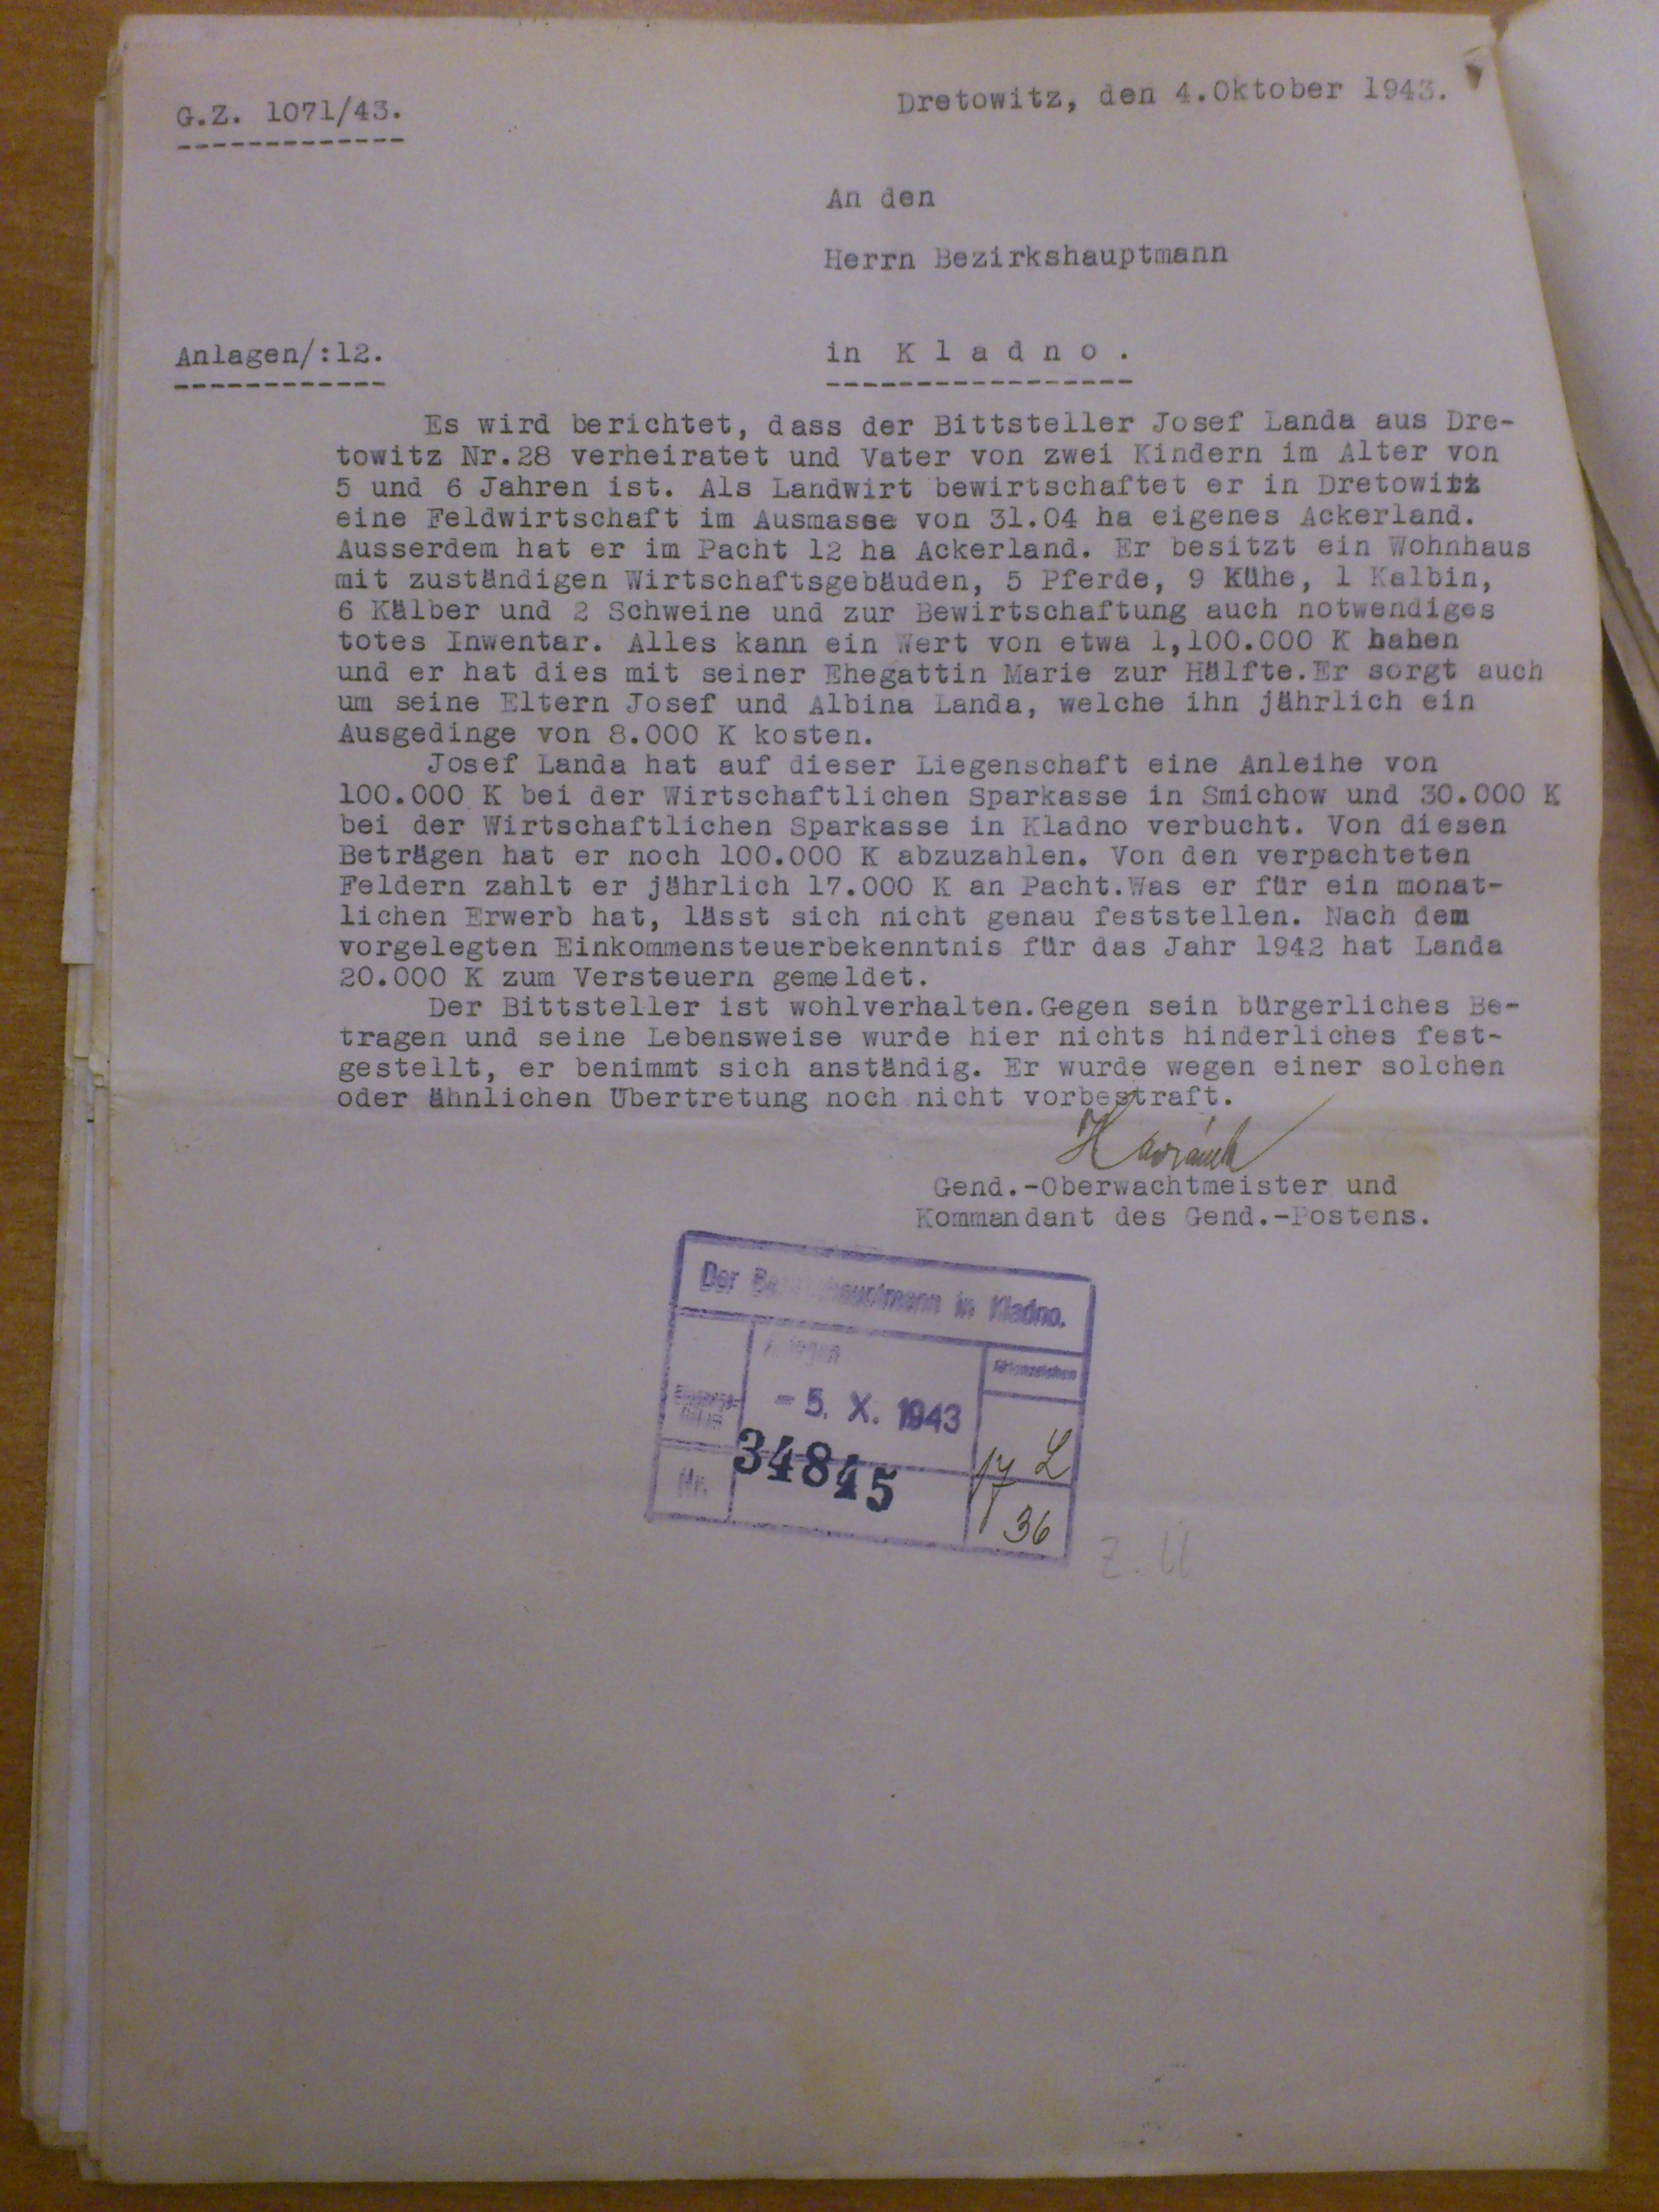 G.Z. 1071/43.
Dretowitz, den 4.Oktober 1943.
An den
Herrn Bezirkshauptmann
Anlagen/:12.
in K l a d n o .
Es wird berichtet, dass der Bittsteller Josef Landa aus Dre-
towitz Nr.28 verheiratet und Vater von zwei Kindern im Alter von
5 und 6 Jahren ist. Als Landwirt bewirtschaftet er in Dretowitz
eine Feldwirtschaft im Ausmasse von 31.04 ha eigenes Ackerland.
Ausserdem hat er im Pacht 12 ha Ackerland. Er besitzt ein Wohnhaus
mit zuständigen Wirtschaftsgebäuden, 5 Pferde, 9 Kühe, 1 Kalbin,
6 Kälber und 2 Schweine und zur Bewirtschaftung auch notwendiges
totes Inwentar. Alles kann ein Wert von etwa 1,100.000 K haben
und er hat dies mit seiner Ehegattin Marie zur Hälfte.Er sorgt auch
um seine Eltern Josef und Albina Landa, welche ihn jährlich ein
Ausgedinge von 8.000 K kosten.
Josef Landa hat auf dieser Liegenschaft eine Anleihe von
100.000 K bei der Wirtschaftlichen Sparkasse in Smichow und 30.000 K
bei der Wirtschaftlichen Sparkasse in Kladno verbucht. Von diesen
Beträgen hat er noch 100.000 K abzuzahlen. Von den verpachteten
Feldern zahlt er jährlich 17.000 K an Pacht.Was er für ein monat-
lichen Erwerb hat, lässt sich nicht genau feststellen. Nach dem
vorgelegten Einkommensteuerbekenntnis für das Jahr 1942 hat Landa
20.000 K zum Versteuern gemeldet.
Der Bittsteller ist wohlverhalten.Gegen sein bürgerliches Be-
tragen und seine Lebensweise wurde hier nichts hinderliches fest-
gestellt, er benimmt sich anständig. Er wurde wegen einer solchen
oder ähnlichen Übertretung noch nicht vorbestraft.
Gend.-Oberwachtmeister und
Kommandant des Gend.-Postens.
Der Bezirkshauptmann in Kladno.
Anlagen
Aktenzeichen
Eingangs-
Datum
- 5. X. 1943
34845
Nr.
L
36
Z. U